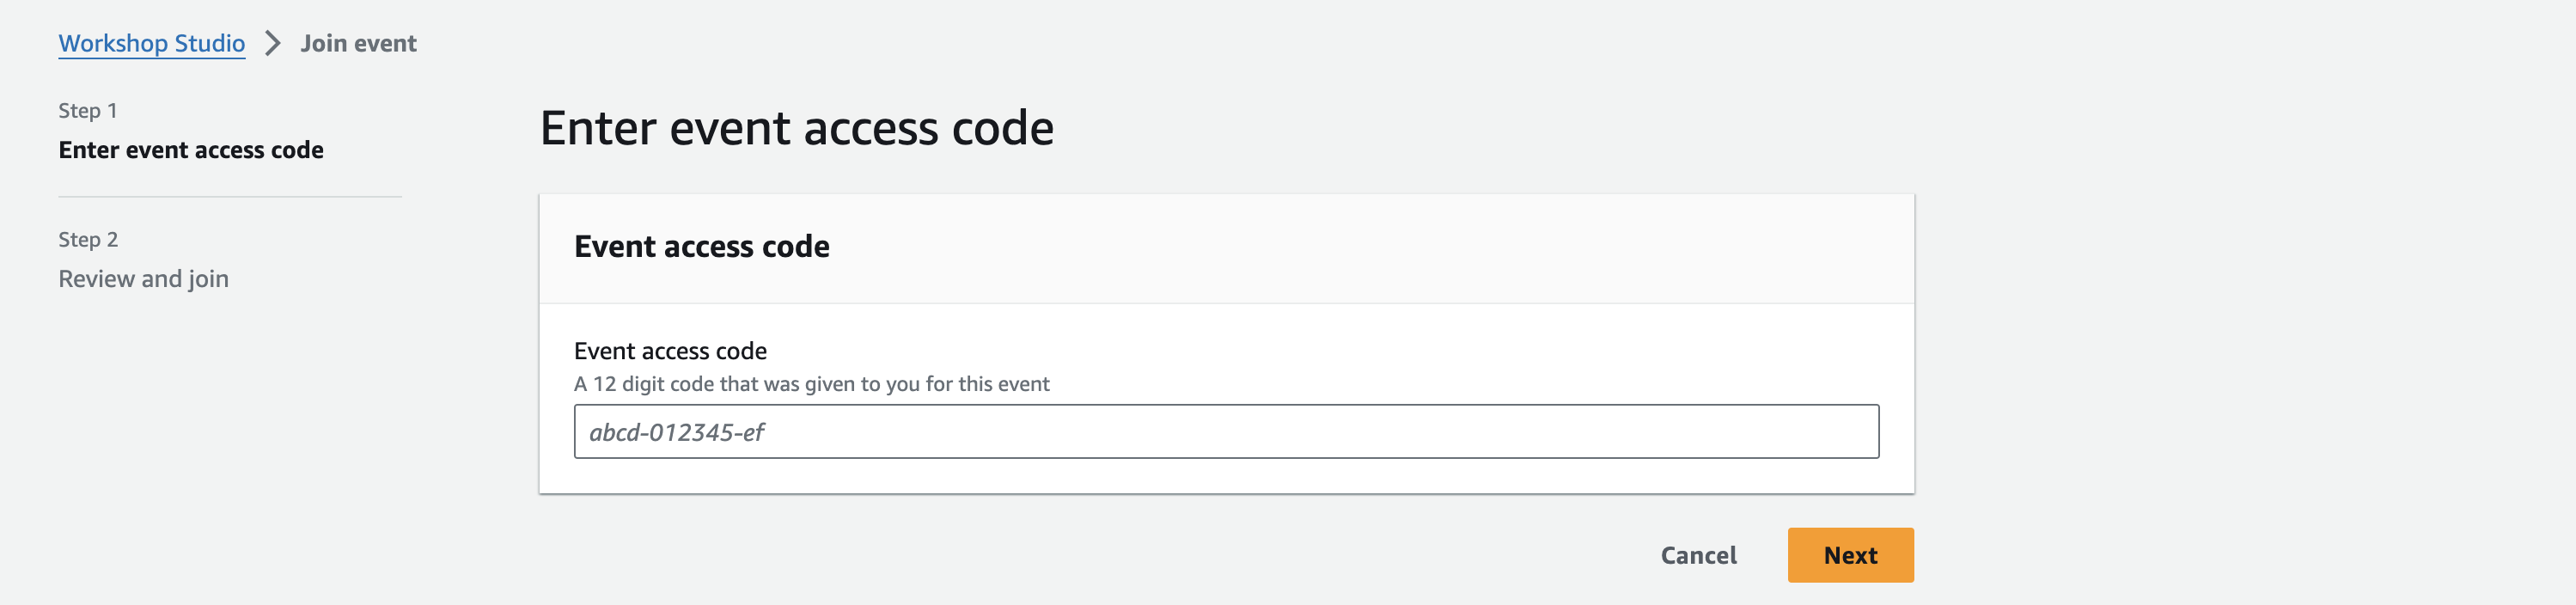 Workshop Studio > Join event
Step 1
Enter event access code
Step 2
Review and join
Enter event access code
Event access code
Event access code
A 12 digit code that was given to you for this event
abcd-012345-ef
Cancel
Next